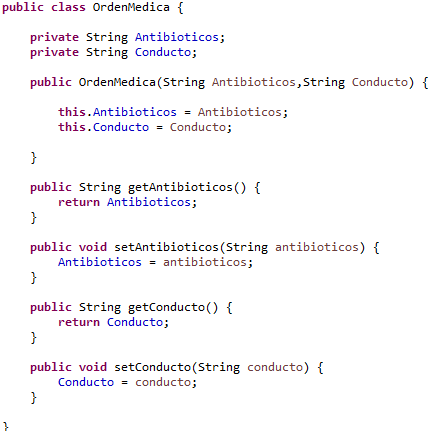 public class OrdenMedica {
private String Antibioticos;
private String Conducto;
public OrdenMedica(String Antibioticos,String Conducto) {
this.Antibioticos = Antibioticos;
this.Conducto = Conducto;
}
public String getAntibioticos() {
return Antibioticos;
}
public void setAntibioticos(String antibioticos) {
Antibioticos = antibioticos;
}
public String getConducto() {
return Conducto;
}
public void setConducto(String conducto) {
Conducto = conducto;
}
}